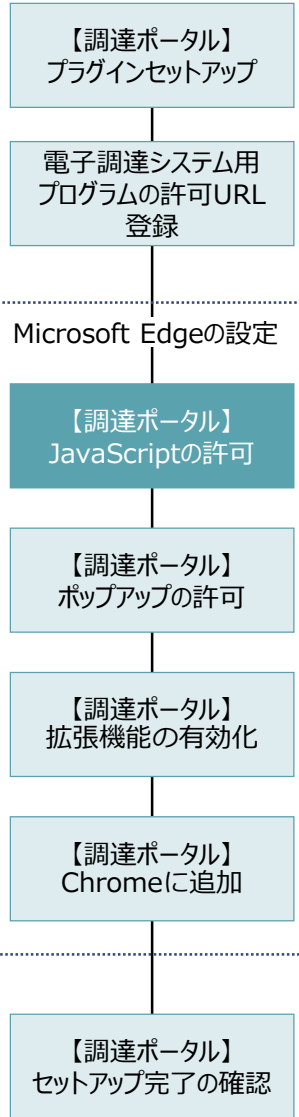 【調達ポータル】
プラグインセットアップ
電子調達システム用
プログラムの許可URL
登録
Microsoft Edgeの設定
【調達ポータル】
JavaScriptの許可
【調達ポータル】
ポップアップの許可
【調達ポータル】
拡張機能の有効化
【調達ポータル】
Chromeに追加
【調達ポータル】
セットアップ完了の確認